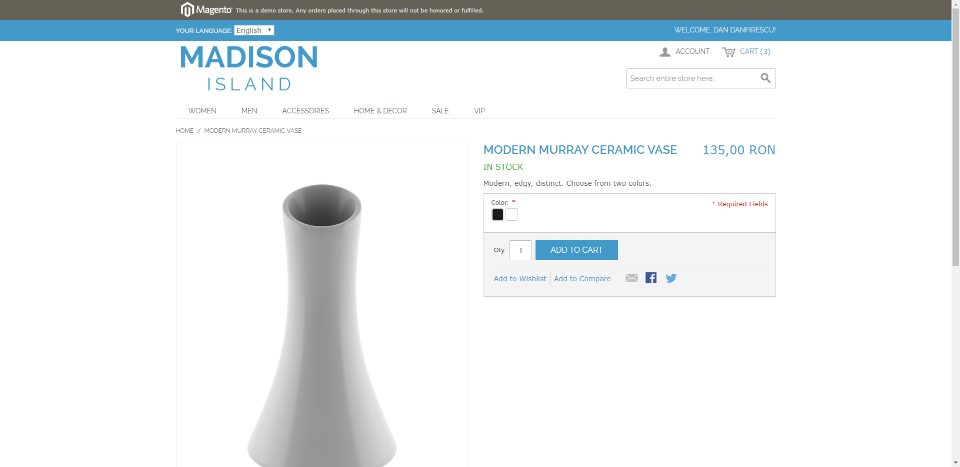 Magento This is a demo store. Any orders placed through this store will not be honored or fulfilled.
YOUR LANGUAGE: English
WELCOME, DAN DANFIRESCU!
MADISON
ISLAND
ACCOUNT CART (3)
Search entire store here...
WOMEN MEN ACCESSORIES HOME & DECOR SALE VIP
HOME / MODERN MURRAY CERAMIC VASE
MODERN MURRAY CERAMIC VASE 135,00 RON
IN STOCK
Modern, edgy, distinct. Choose from two colors.
Color: * * Required Fields
Qty 1 ADD TO CART
Add to Wishlist Add to Compare